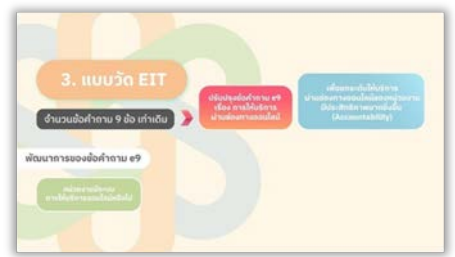 3. แบบวัด EIT
จำนวนข้อคำถาม 9 ข้อ เท่าเดิม
ปรับปรุงข้อคำถาม e9
เรื่อง การให้บริการ
ผ่านช่องทางออนไลน์
เพื่อยกระดับให้บริการ
ผ่านช่องทางออนไลน์ของหน่วยงาน
มีประสิทธิภาพมากยิ่งขึ้น
(Accountability)
พัฒนาการของข้อคำถาม e9
หน่วยงานมีระบบ
การให้บริการออนไลน์หรือไม่